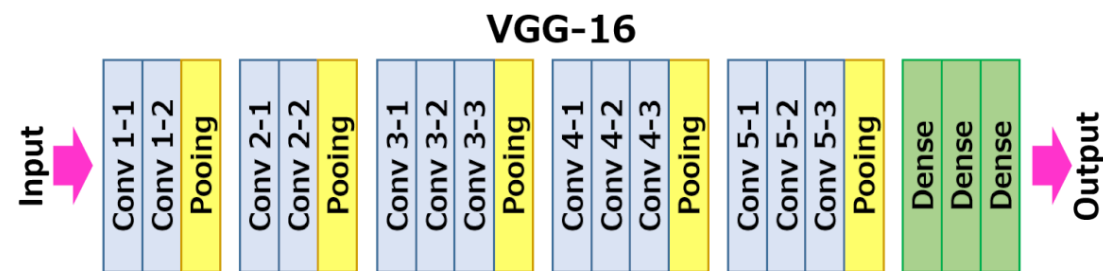 VGG-16
Input
Conv 1-1
Conv 1-2
Pooing
Conv 2-1
Conv 2-2
Pooing
Conv 3-1
Conv 3-2
Conv 3-3
Pooing
Conv 4-1
Conv 4-2
Conv 4-3
Pooing
Conv 5-1
Conv 5-2
Conv 5-3
Pooing
Dense
Dense
Dense
Output